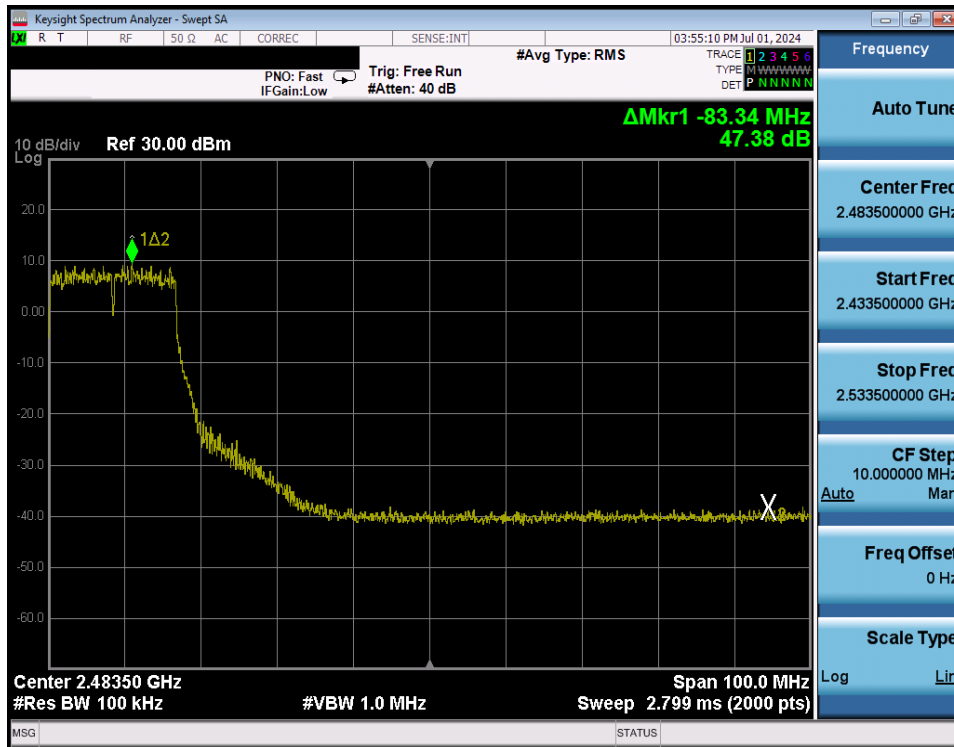 Keysight Spectrum Analyzer - Swept SA
LXI R T RF 50 Ω AC CORREC SENSE:INT 03:55:10 PM Jul 01, 2024
#Avg Type: RMS TRACE 1 2 3 4 5 6
PNO: Fast Trig: Free Run TYPE M WWWWWW
IFGain:Low #Atten: 40 dB DET P N N N N N
ΔMkr1 -83.34 MHz
47.38 dB
10 dB/div Ref 30.00 dBm
Log
20.0
1Δ2
10.0
0.00
-10.0
-20.0
-30.0
-40.0
X
-50.0
-60.0
Center 2.48350 GHz Span 100.0 MHz
#Res BW 100 kHz #VBW 1.0 MHz Sweep 2.799 ms (2000 pts)
MSG STATUS
Frequency
Auto Tune
Center Freq
2.483500000 GHz
Start Freq
2.433500000 GHz
Stop Freq
2.533500000 GHz
CF Step
10.000000 MHz
Auto Man
Freq Offset
0 Hz
Scale Type
Log Lin